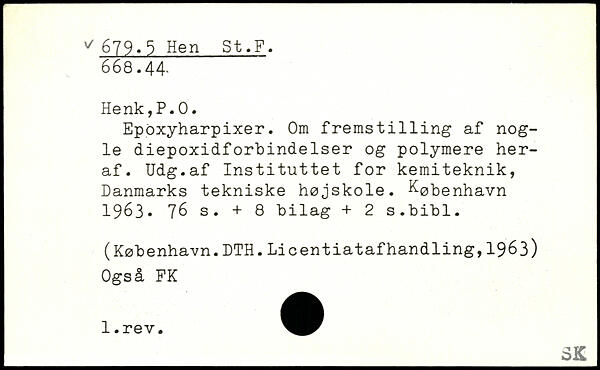 ✓ 679.5 Hen St.F.
668.44.
Henk,P.O.
Epoxyharpixer. Om fremstilling af nog-
le diepoxidforbindelser og polymere her-
af. Udg.af Instituttet for kemiteknik,
Danmarks tekniske højskole. København
1963. 76 s. + 8 bilag + 2 s.bibl.
(København.DTH.Licentiatafhandling,1963)
Også FK
1.rev.
SK